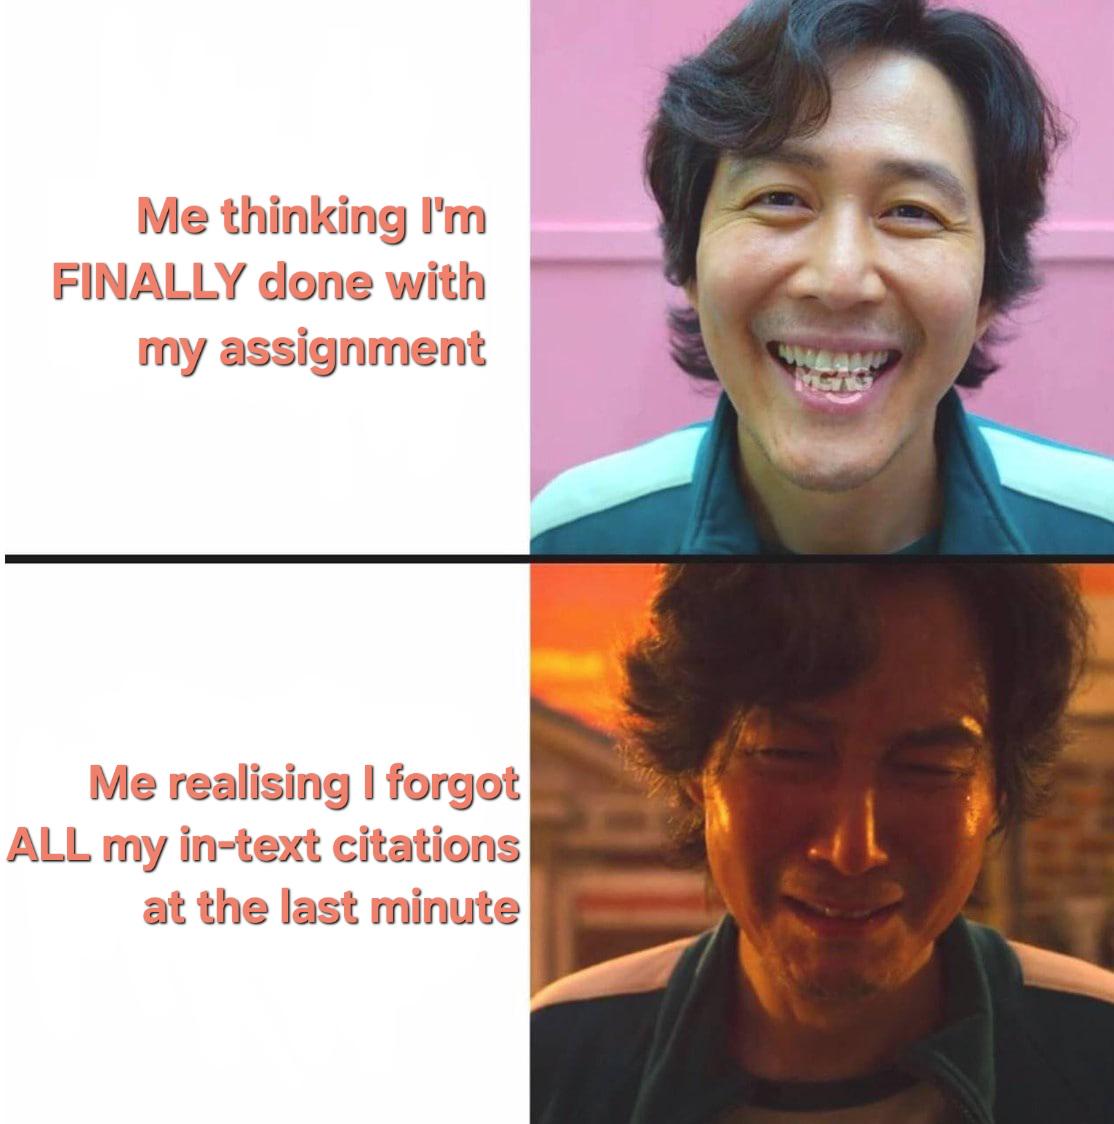 Me thinking I'm
FINALLY done with
my assignment
Me realising I forgot
ALL my in-text citations
at the last minute